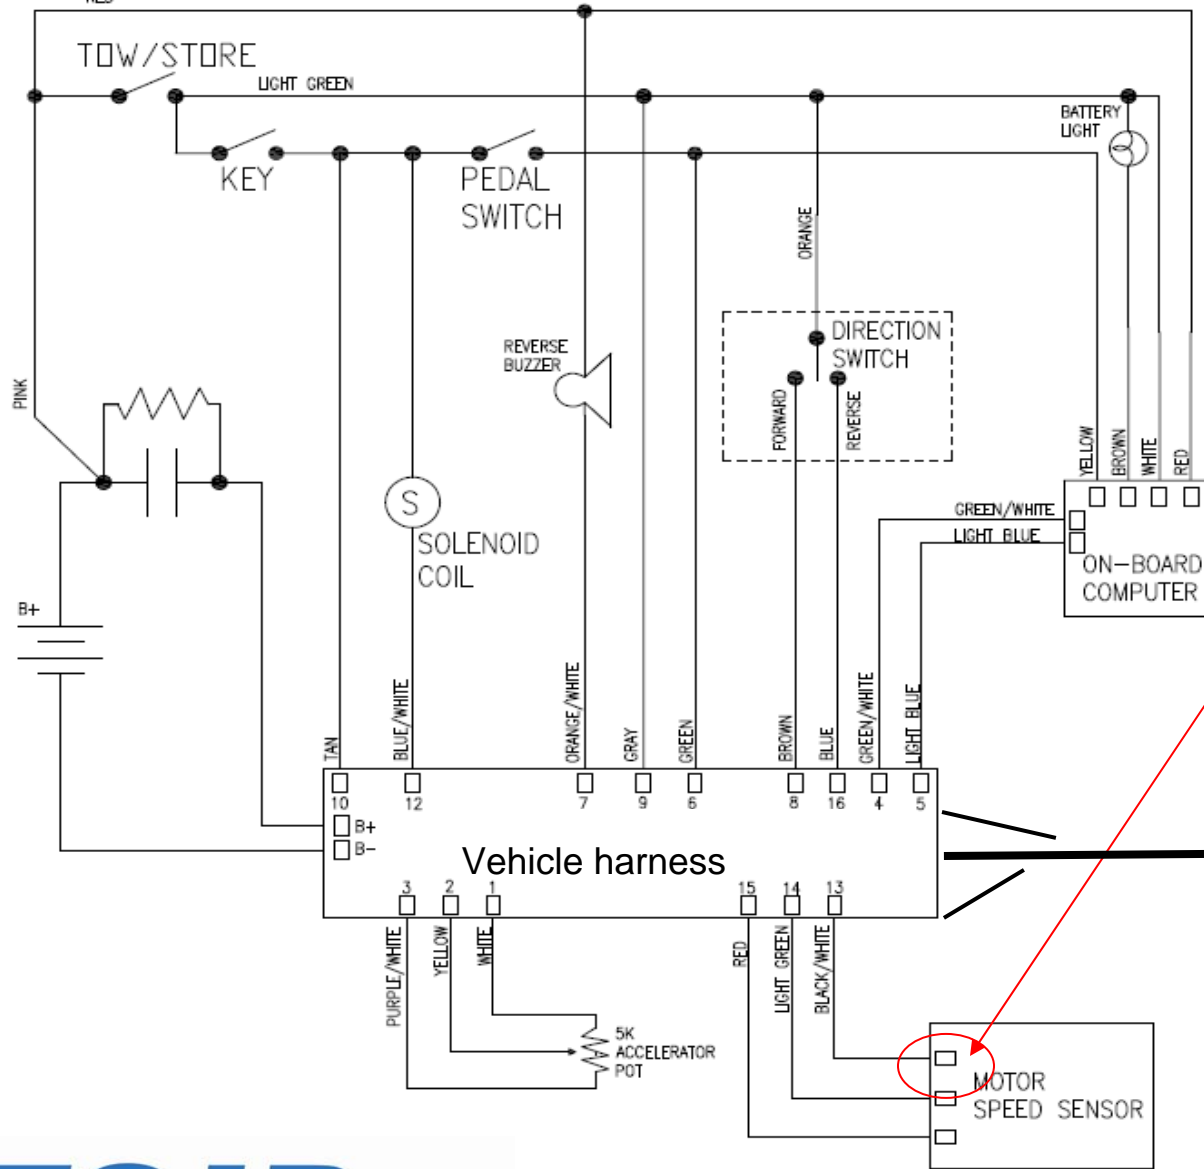 RED
TOW/STORE
LIGHT GREEN
BATTERY
LIGHT
KEY
PEDAL
SWITCH
ORANGE
DIRECTION
SWITCH
REVERSE
BUZZER
PINK
FORWARD
REVERSE
YELLOW
BROWN
WHITE
RED
GREEN/WHITE
LIGHT BLUE
S
SOLENOID
COIL
ON-BOARD
COMPUTER
B+
TAN
BLUE/WHITE
ORANGE/WHITE
GRAY
GREEN
BROWN
BLUE
GREEN/WHITE
LIGHT BLUE
10 12 7 9 6 8 16 4 5
B+
B-
Vehicle harness
3 2 1 15 14 13
PURPLE/WHITE
YELLOW
WHITE
RED
LIGHT GREEN
BLACK/WHITE
5K
ACCELERATOR
POT
MOTOR
SPEED SENSOR